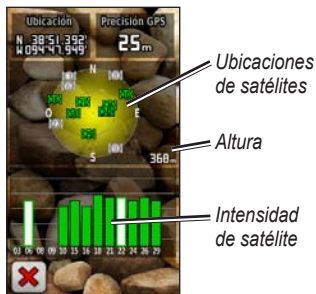 Ubicación
Precisión GPS
N 38°51.392'
W094°47.949'
25m
N
O
E
S
368m
03 06 08 09 10 15 16 18 21 22 24 26 29
Ubicaciones
de satélites
Altura
Intensidad
de satélite